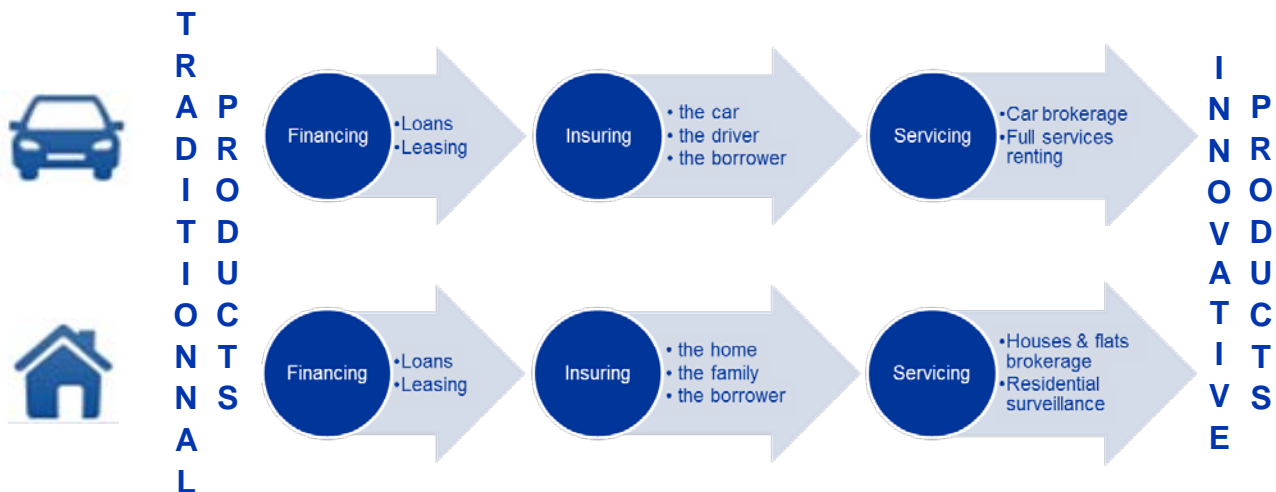 TRADITIONNAL
PRODUCTS
Financing
•Loans
•Leasing
Insuring
• the car
• the driver
• the borrower
Servicing
•Car brokerage
•Full services
renting
Financing
•Loans
•Leasing
Insuring
• the home
• the family
• the borrower
Servicing
•Houses & flats
brokerage
•Residential
surveillance
INNOVATIVE
PRODUCTS